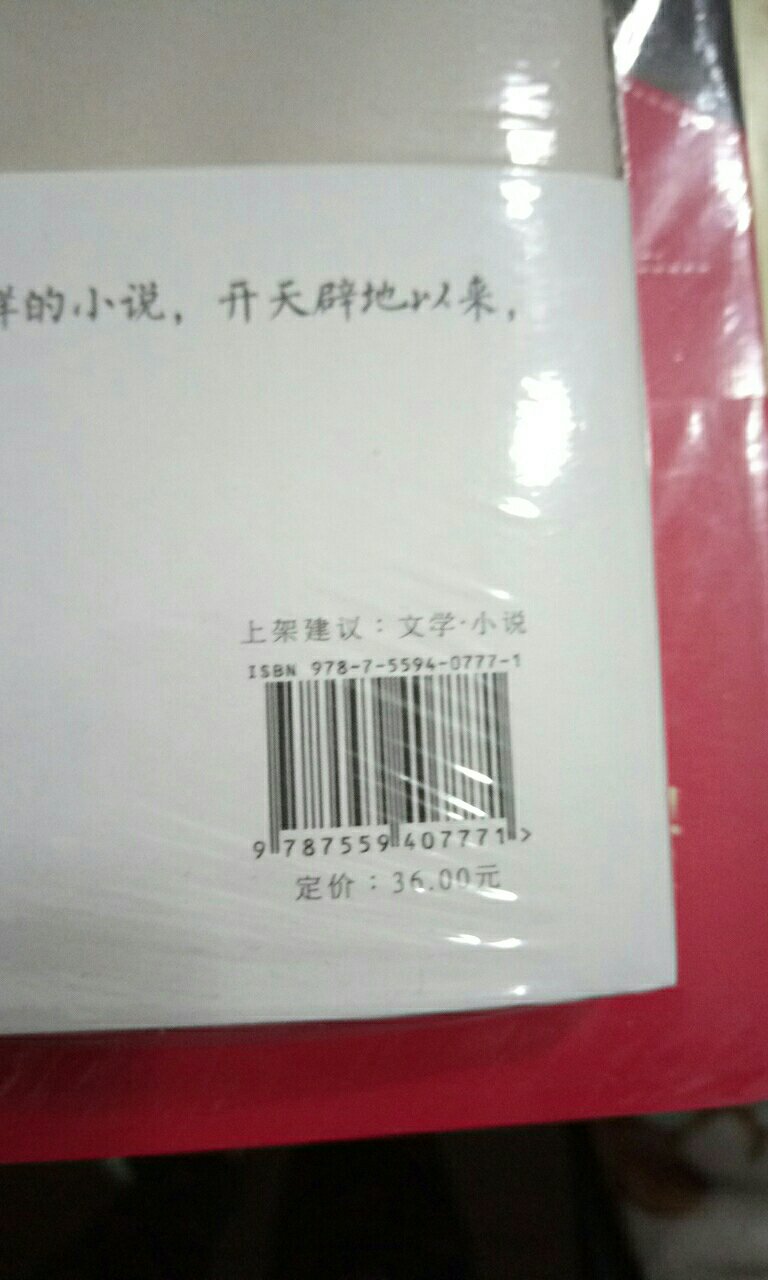 的小说，开天辟地以来，
上架建议：文学·小说
ISBN 978-7-5594-0777-1
9 787559 407771 >
定价：36.00元